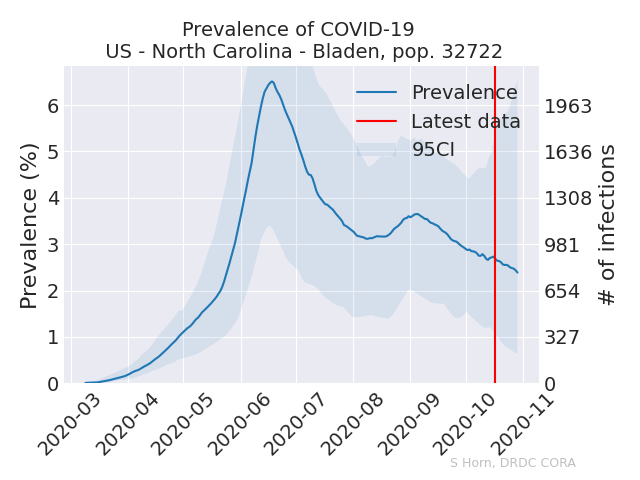 Prevalence of COVID-19
US - North Carolina - Bladen, pop. 32722
Prevalence
Latest data
95CI
Prevalence (%)
6
5
4
3
2
1
0
1963
1636
1308
981
654
327
0
# of infections
2020-03
2020-04
2020-05
2020-06
2020-07
2020-08
2020-09
2020-10
2020-11
S Horn, DRDC CORA